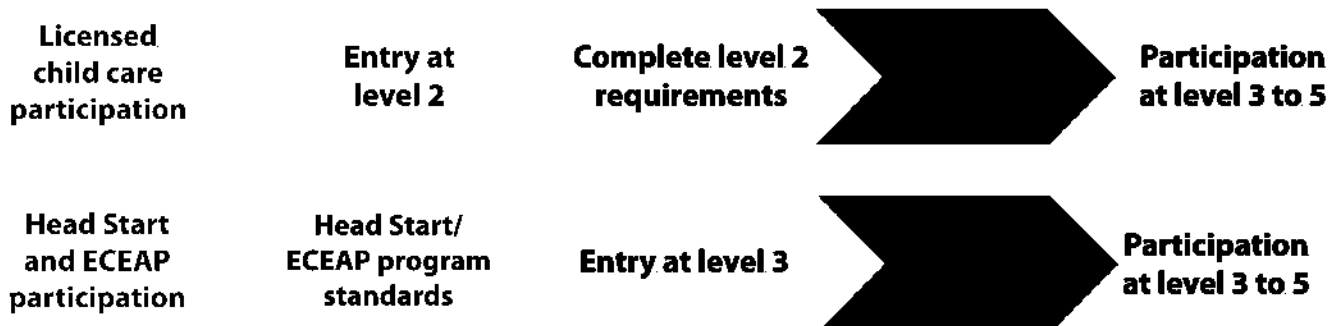 Licensed
child care
participation
Entry at
level 2
Complete level 2
requirements
Participation
at level 3 to 5
Head Start
and ECEAP
participation
Head Start/
ECEAP program
standards
Entry at level 3
Participation
at level 3 to 5